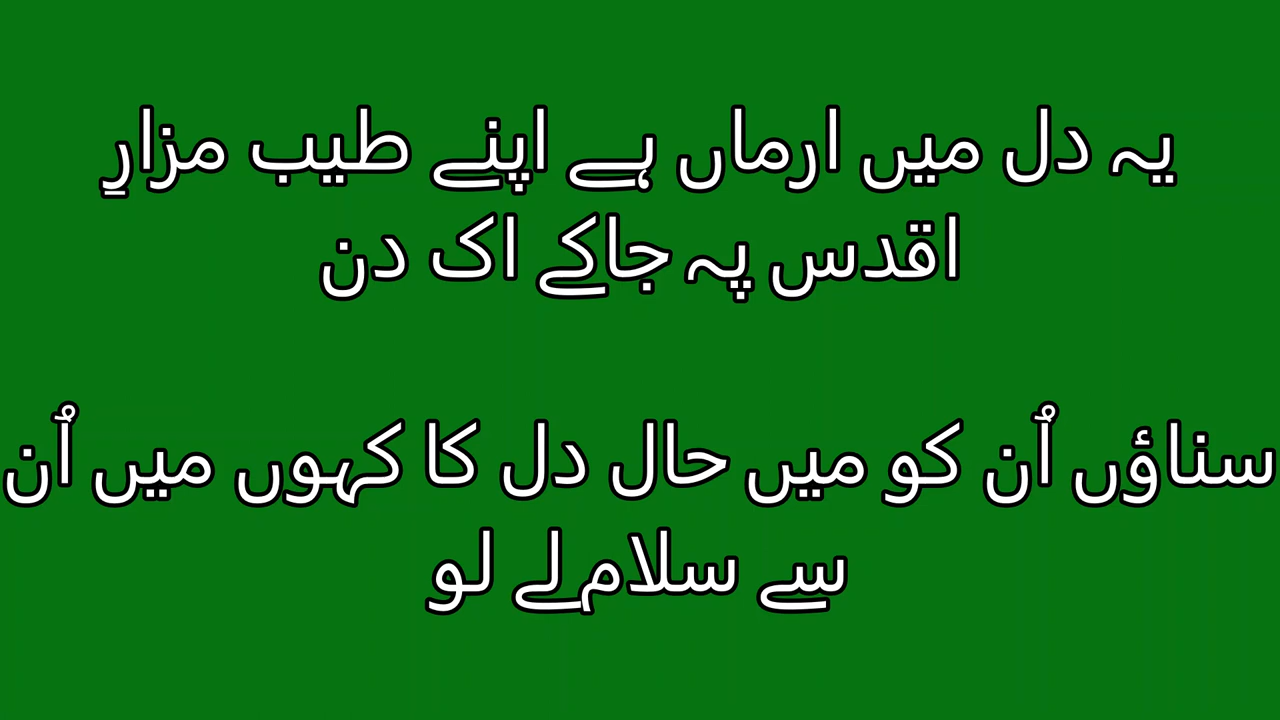 یہ دل میں ارماں ہے اپنے طیب مزارِ
اقدس پہ جاکے اک دن
سناؤں اُن کو میں حال دل کا کہوں میں اُن
سے سلام لے لو